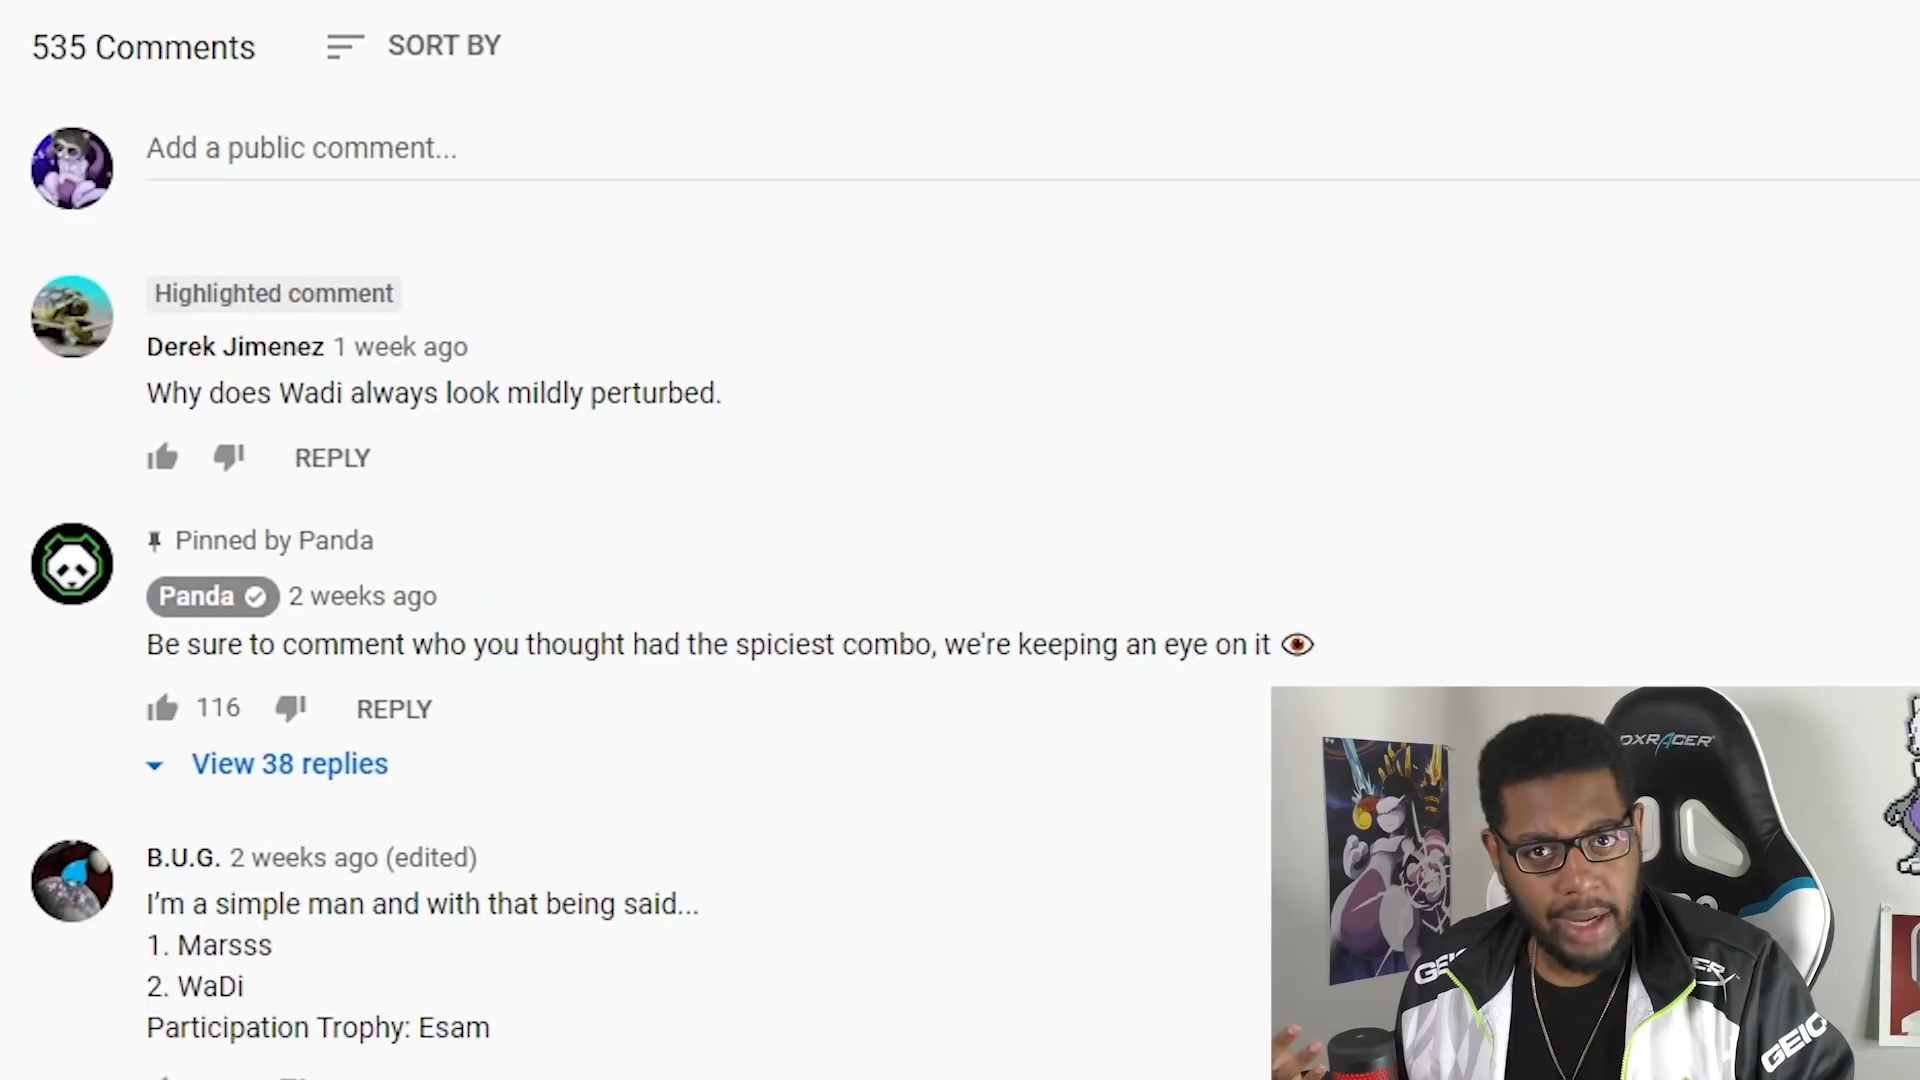 535 Comments
SORT BY
Add a public comment...
Highlighted comment
Derek Jimenez 1 week ago
Why does Wadi always look mildly perturbed.
REPLY
Pinned by Panda
Panda 2 weeks ago
Be sure to comment who you thought had the spiciest combo, we're keeping an eye on it 👁
116 REPLY
View 38 replies
B.U.G. 2 weeks ago (edited)
I'm a simple man and with that being said...
1. Marsss
2. WaDi
Participation Trophy: Esam
DXRACER
GEICO